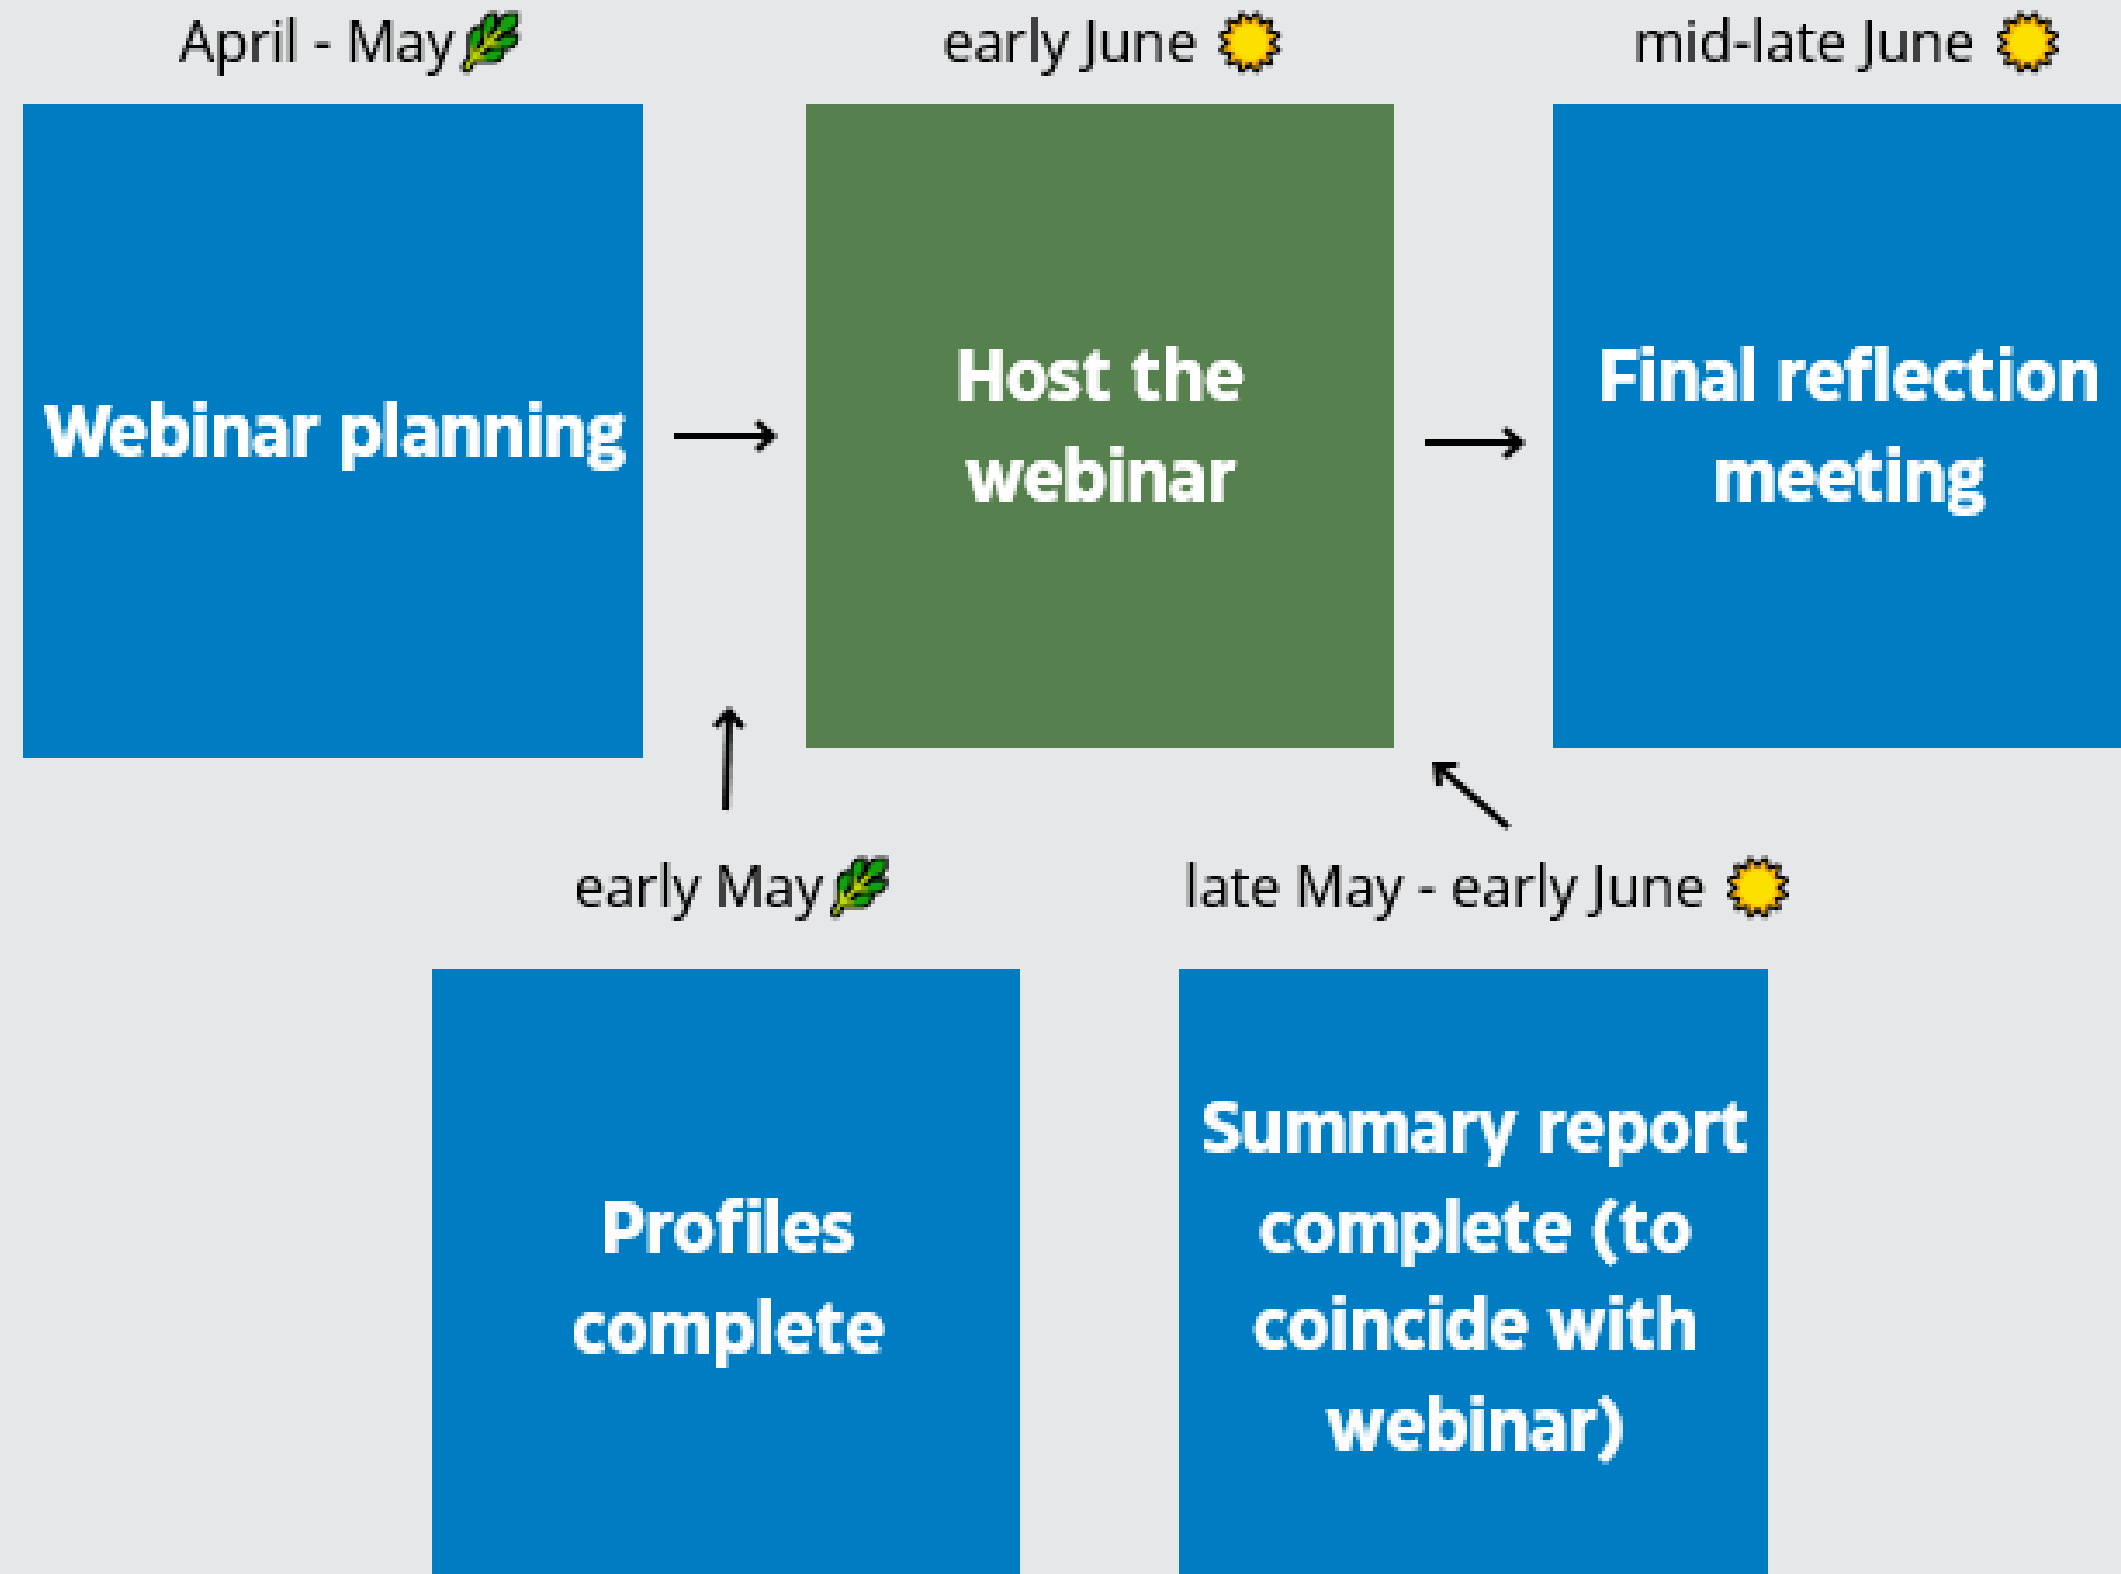 April - May
early June
mid-late June
Webinar planning
Host the
webinar
Final reflection
meeting
early May
late May - early June
Profiles
complete
Summary report
complete (to
coincide with
webinar)